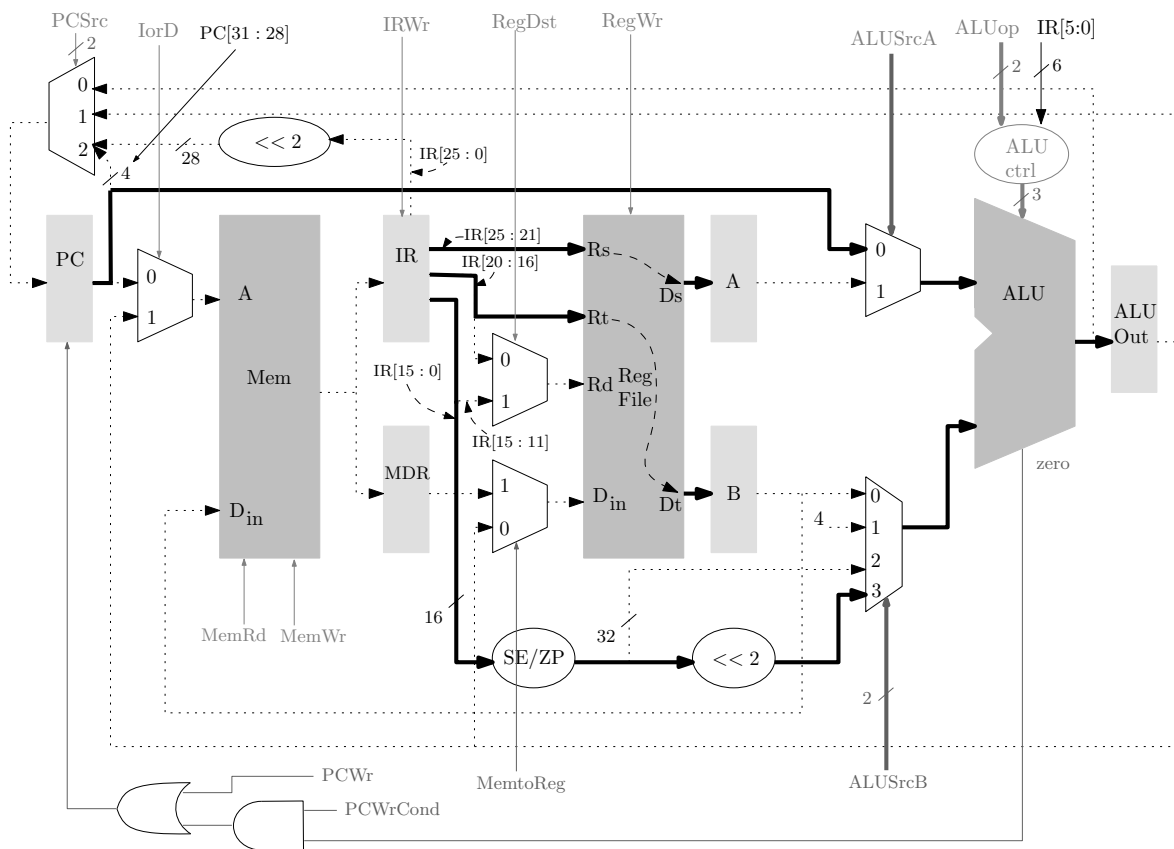 PCSrc
2
IorD
PC[31 : 28]
IRWr
RegDst
RegWr
ALUSrcA
ALUop
IR[5:0]
2
6
0
1
2
<< 2
28
4
IR[25 : 0]
ALU
ctrl
3
PC
0
1
A
Mem
D in
IR
IR[25 : 21]
IR[20 : 16]
Rs
Rt
Ds
A
0
1
ALU
ALU
Out
IR[15 : 0]
0
1
IR[15 : 11]
Rd
Reg
File
MDR
1
0
D in
Dt
B
0
4
1
2
3
zero
16
32
MemRd
MemWr
SE/ZP
<< 2
2
PCWr
MemtoReg
ALUSrcB
PCWrCond